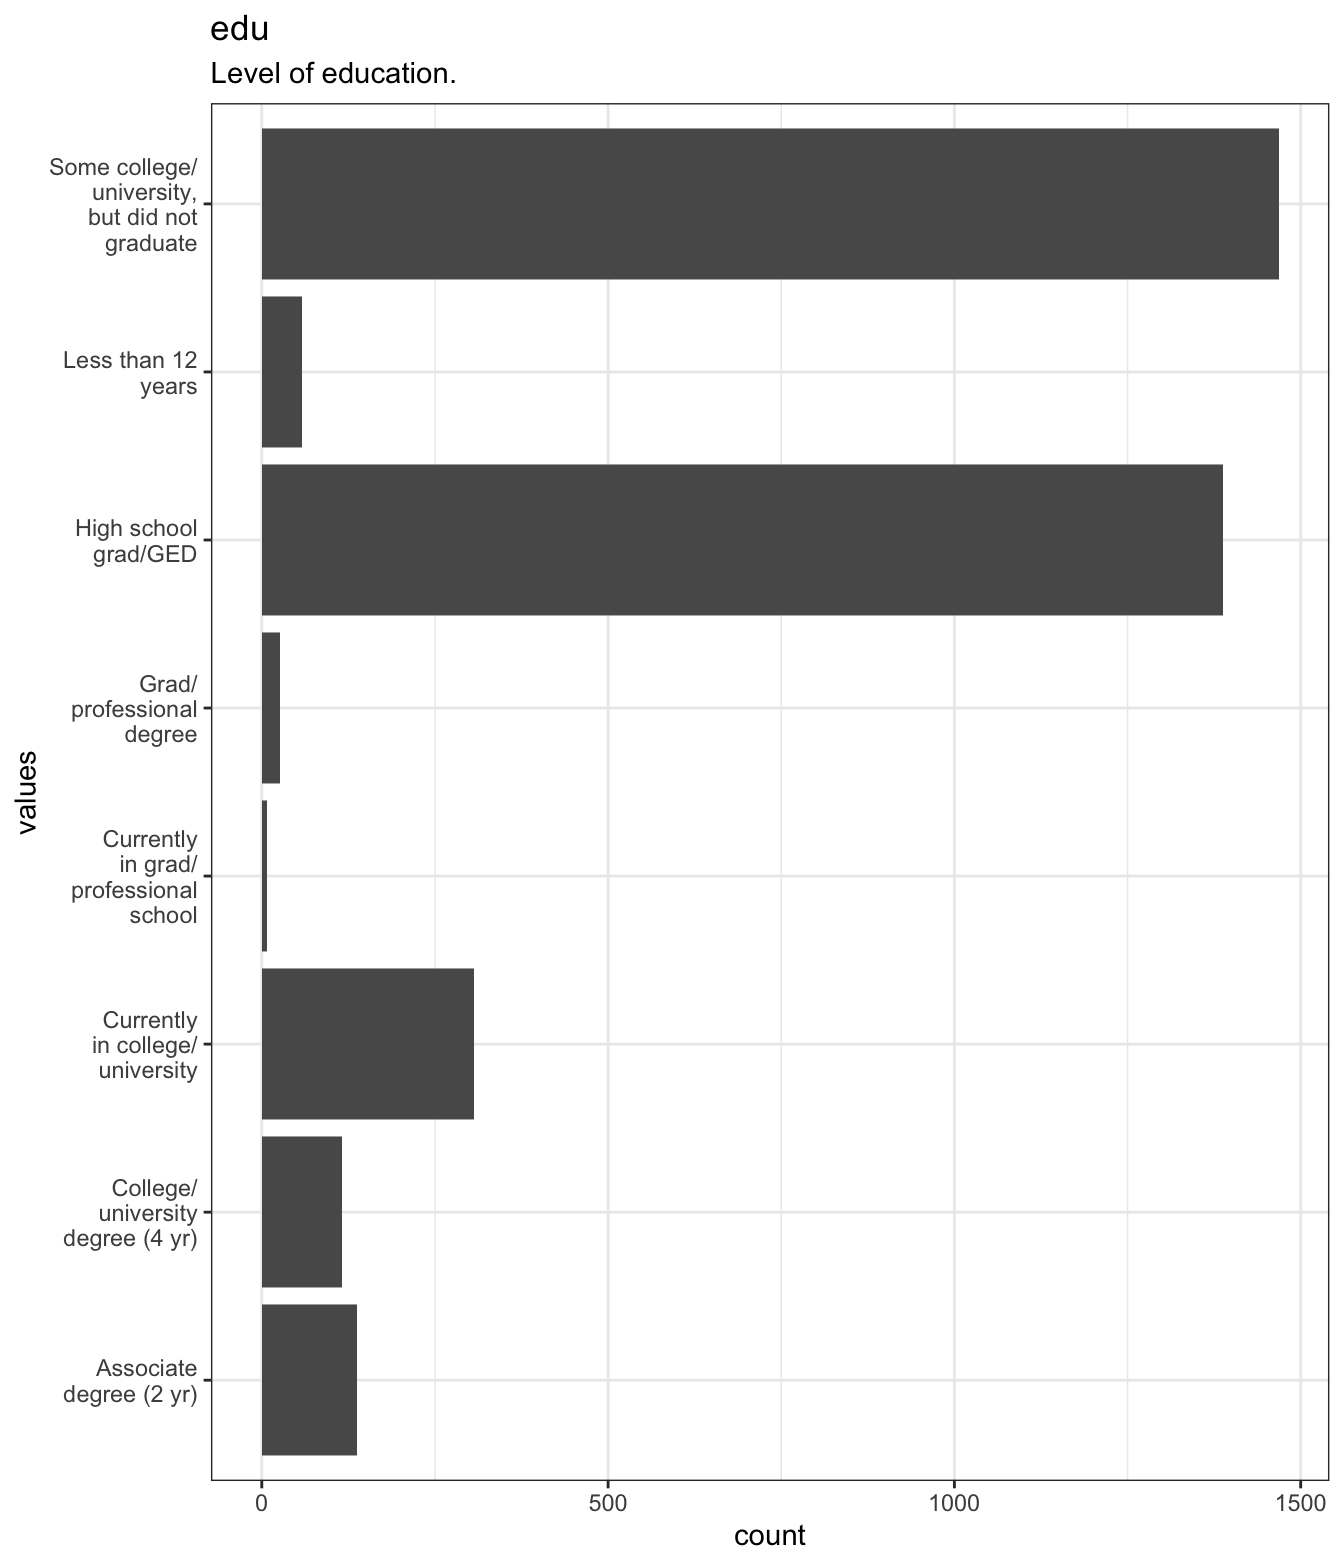 edu
Level of education.
Some college/
university,
but did not
graduate
Less than 12
years
High school
grad/GED
Grad/
professional
degree
Currently
in grad/
professional
school
Currently
in college/
university
College/
university
degree (4 yr)
Associate
degree (2 yr)
values
0
500
1000
1500
count